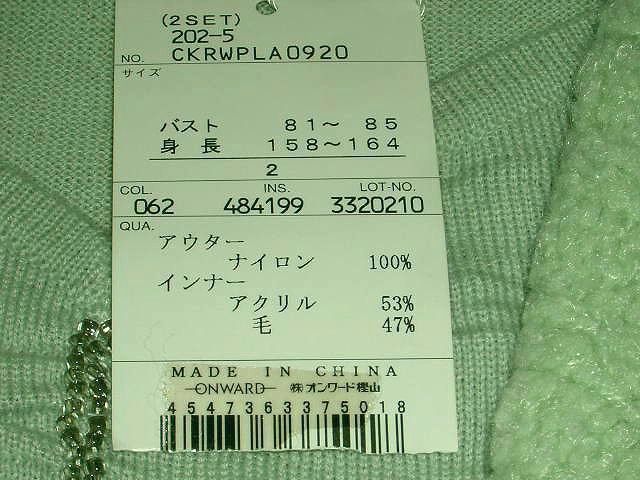 (2SET)
202-5
NO. CKRWPLA0920
サイズ
バスト 81～ 85
身長 158～164
2
COL. INS. LOT-NO.
062 484199 3320210
QUA.
アウター
ナイロン 100%
インナー
アクリル 53%
毛 47%
MADE IN CHINA
ONWARD ㈱オンワード樫山
4547363375018